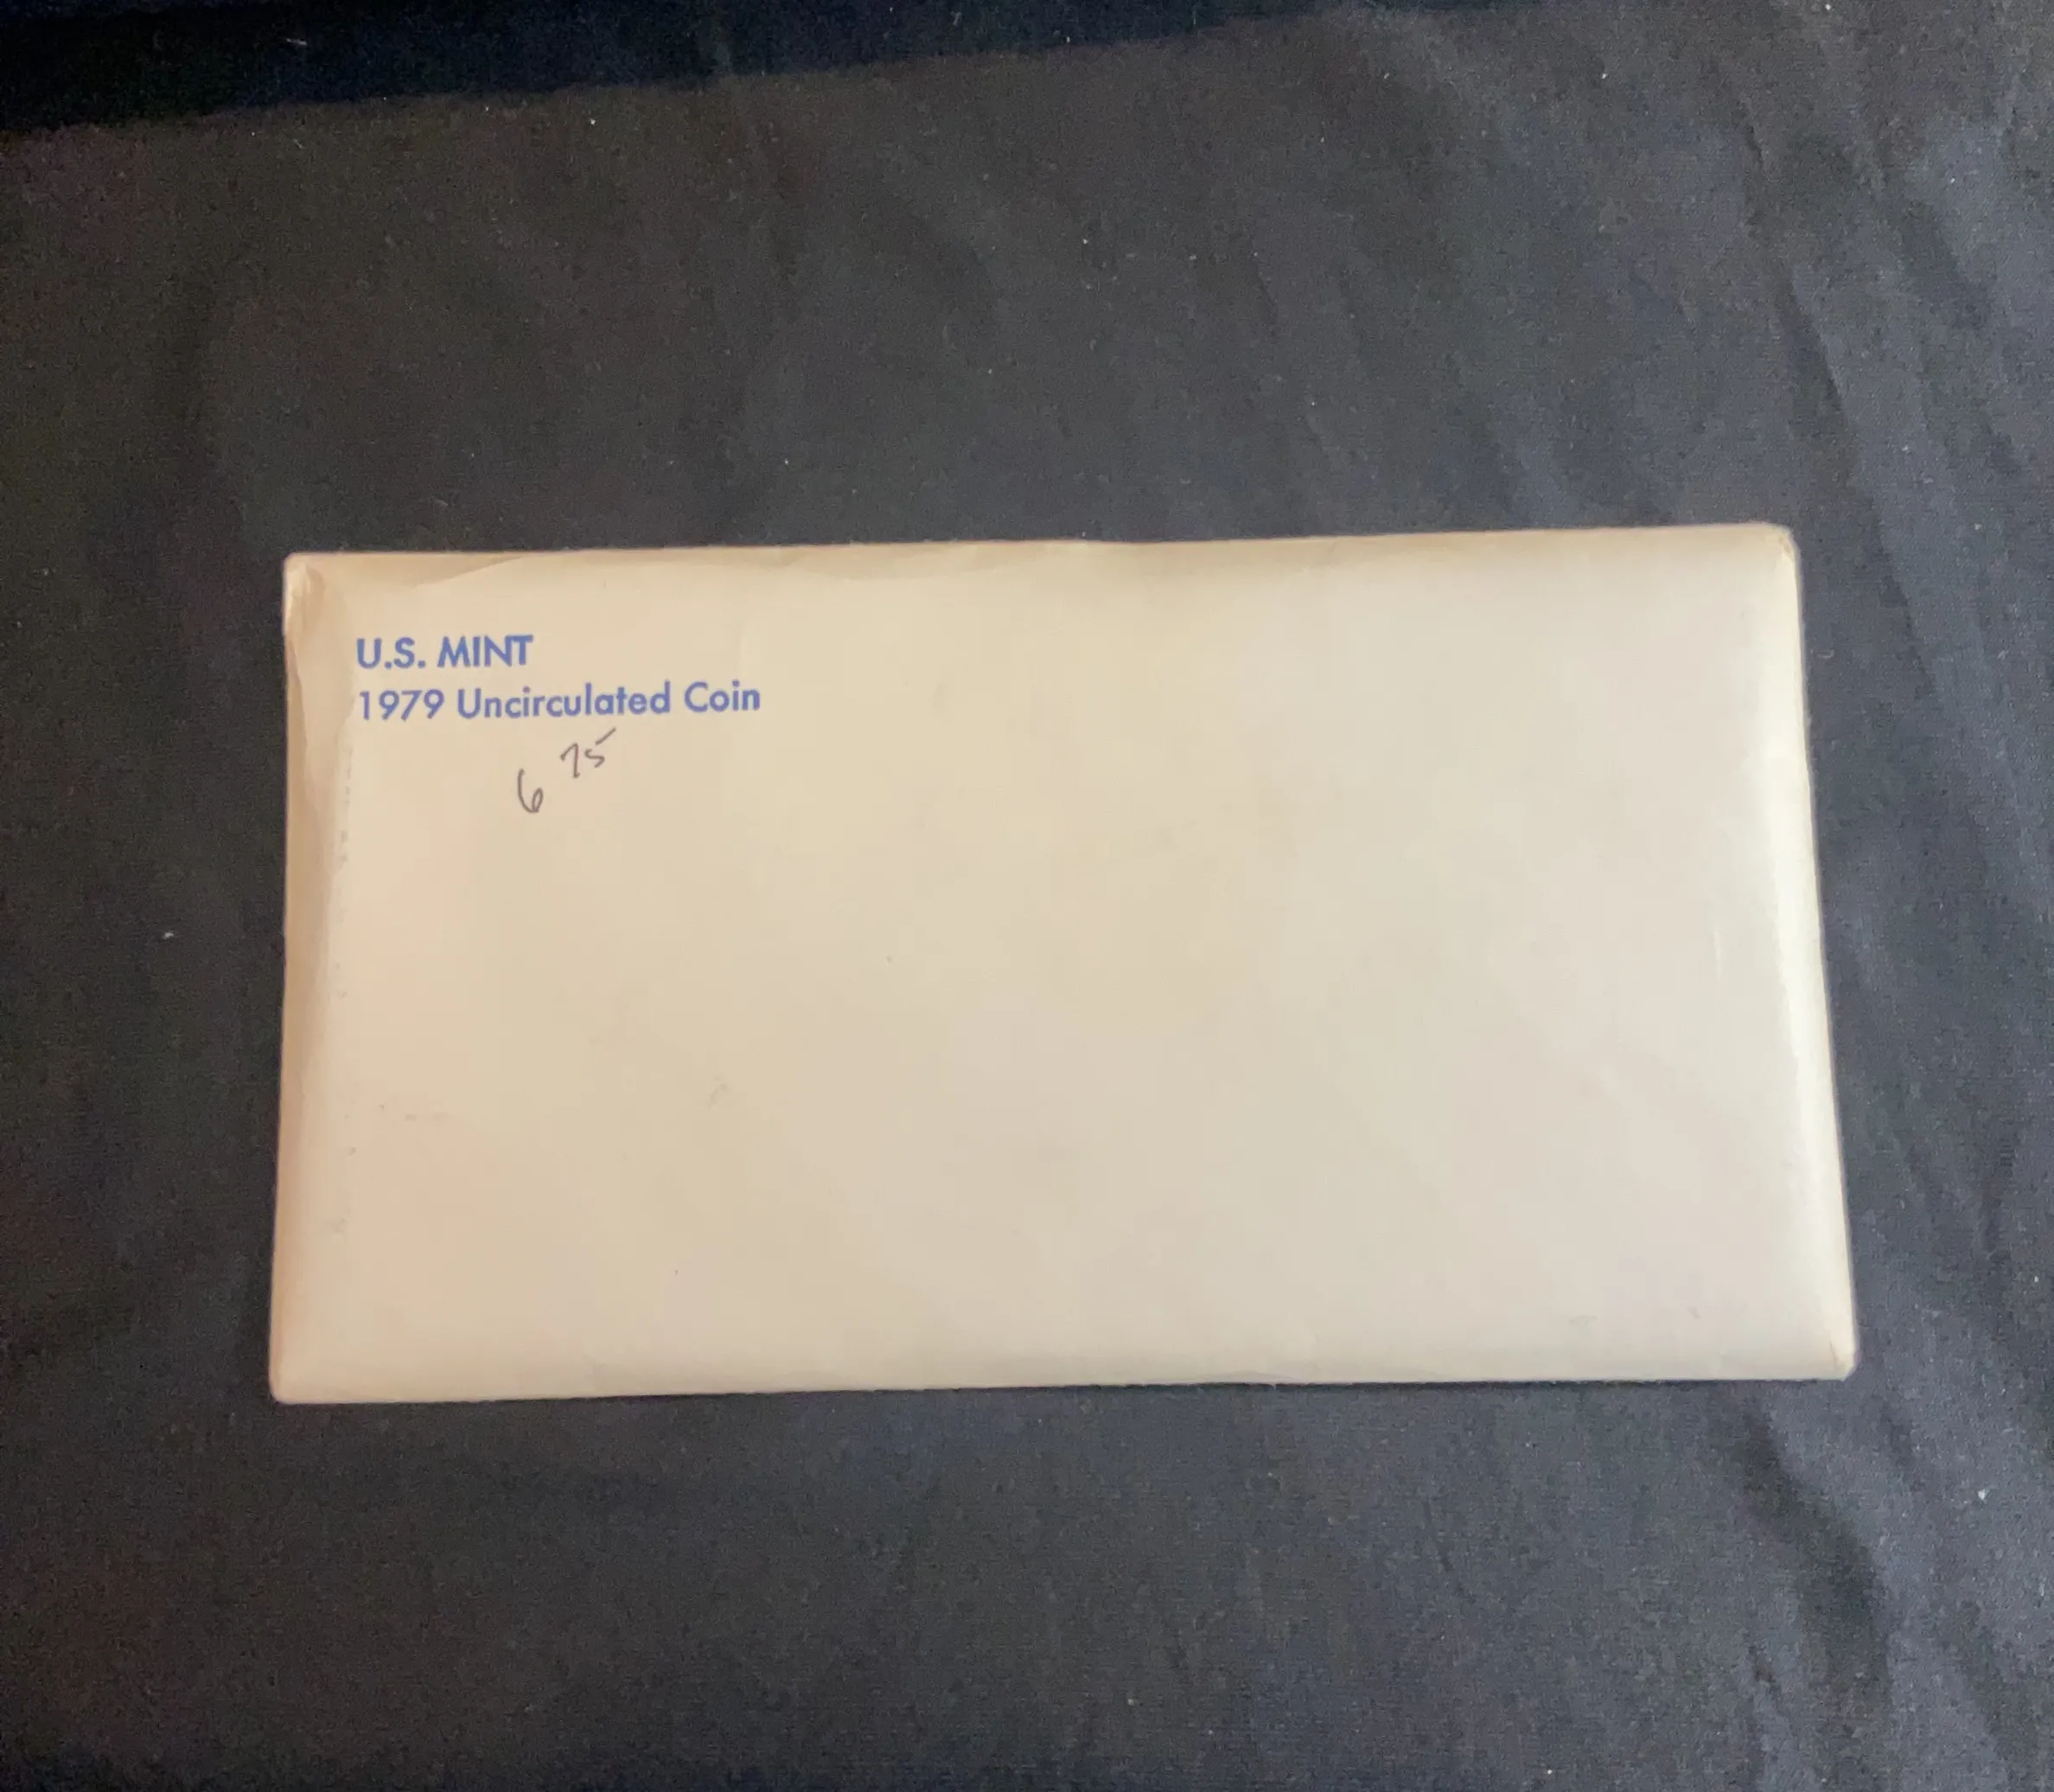 U.S. MINT
1979 Uncirculated Coin
6 75